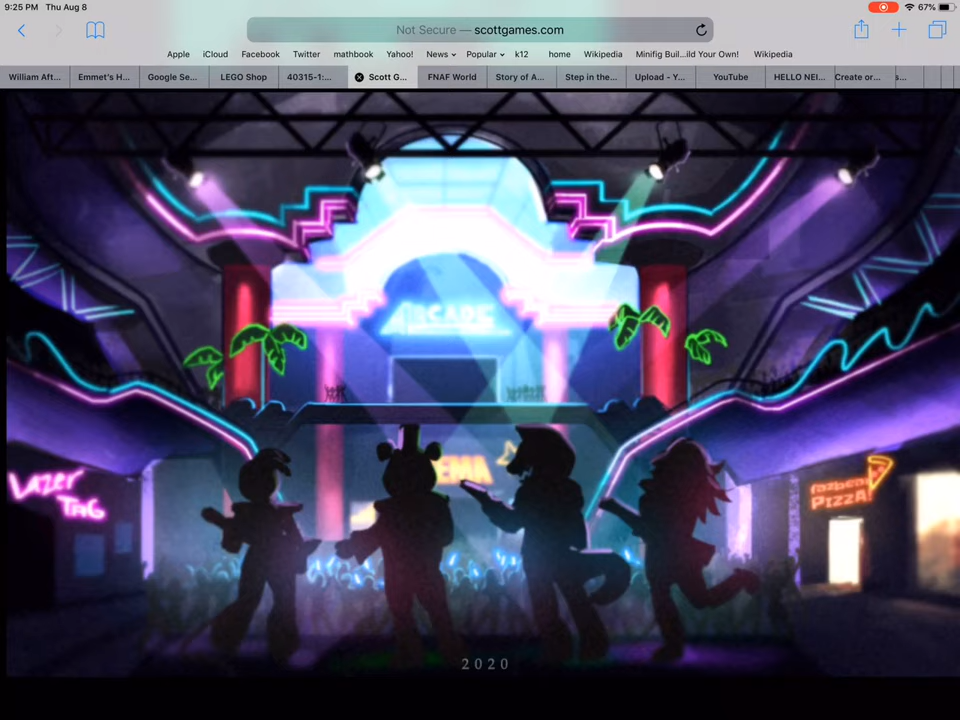 9:25 PM Thu Aug 8
67%
Not Secure — scottgames.com
Apple iCloud Facebook Twitter mathbook Yahoo! News Popular k12 home Wikipedia Minifig Buil...ild Your Own! Wikipedia
William Aft... Emmet's H... Google Se... LEGO Shop 40315-1:... Scott G... FNAF World Story of A... Step in the... Upload - Y... YouTube HELLO NEI... Create or... s...
ARCADE
EMA
LAZER
TAG
fazbear
PIZZA!
2020